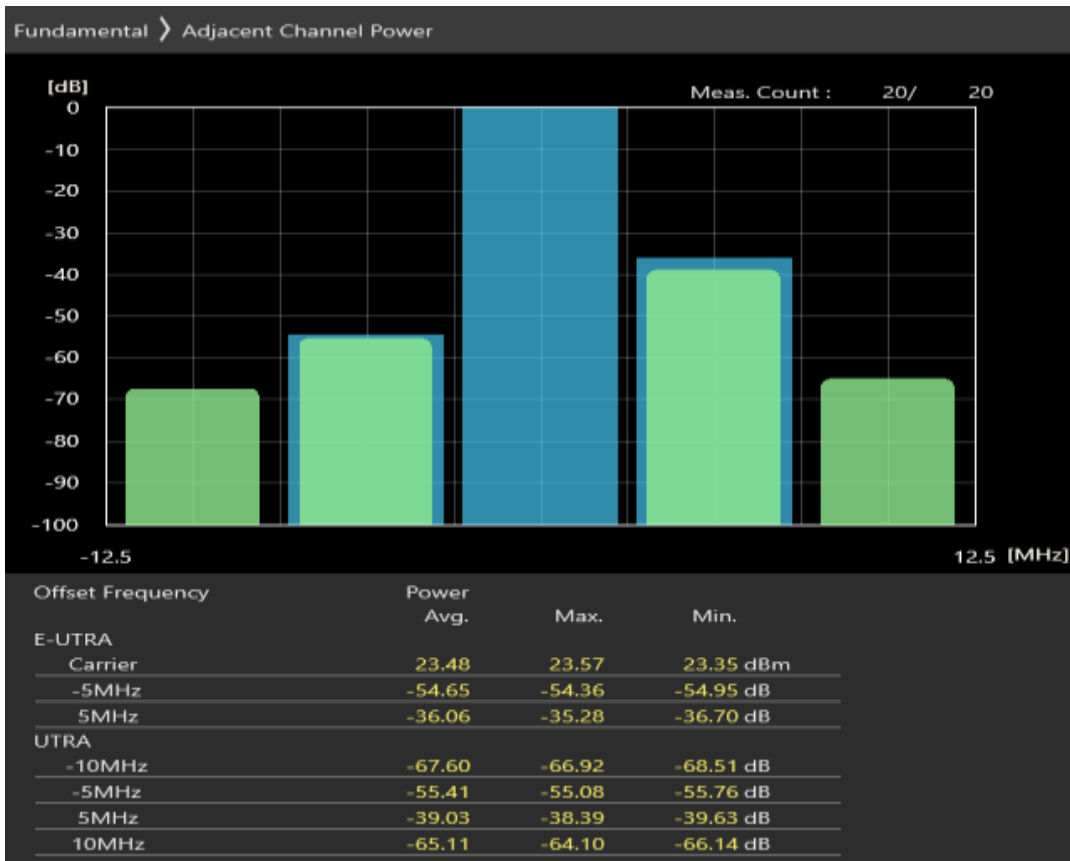 Fundamental 》 Adjacent Channel Power
[dB]
Meas. Count : 20/ 20
0
-10
-20
-30
-40
-50
-60
-70
-80
-90
-100
-12.5 12.5 [MHz]
Offset Frequency Power
Avg. Max. Min.
E-UTRA
Carrier 23.48 23.57 23.35 dBm
-5MHz -54.65 -54.36 -54.95 dB
5MHz -36.06 -35.28 -36.70 dB
UTRA
-10MHz -67.60 -66.92 -68.51 dB
-5MHz -55.41 -55.08 -55.76 dB
5MHz -39.03 -38.39 -39.63 dB
10MHz -65.11 -64.10 -66.14 dB